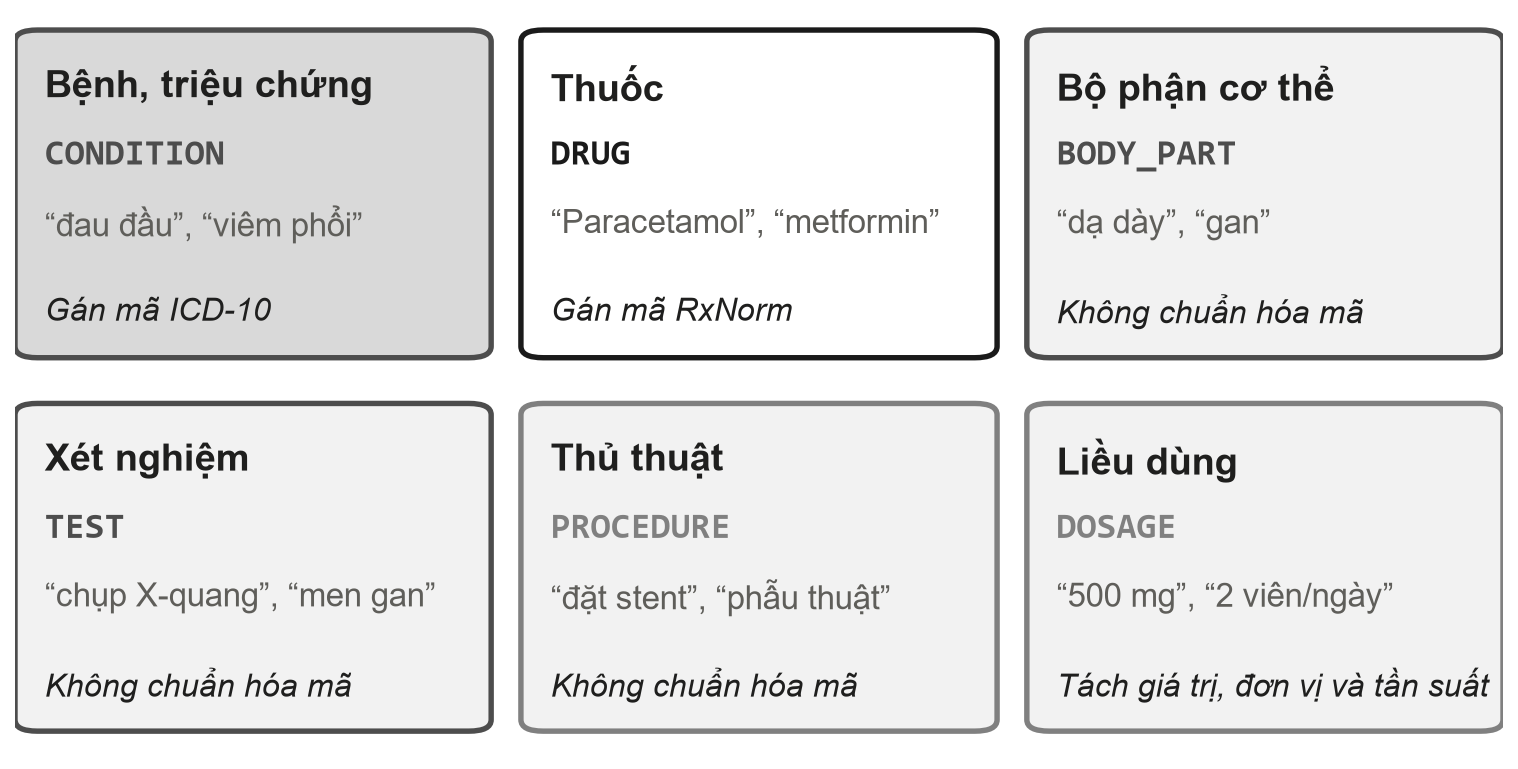 Bệnh, triệu chứng
CONDITION
“đau đầu”, “viêm phổi”
Gán mã ICD-10
Thuốc
DRUG
“Paracetamol”, “metformin”
Gán mã RxNorm
Bộ phận cơ thể
BODY_PART
“dạ dày”, “gan”
Không chuẩn hóa mã
Xét nghiệm
TEST
“chụp X-quang”, “men gan”
Không chuẩn hóa mã
Thủ thuật
PROCEDURE
“đặt stent”, “phẫu thuật”
Không chuẩn hóa mã
Liều dùng
DOSAGE
“500 mg”, “2 viên/ngày”
Tách giá trị, đơn vị và tần suất